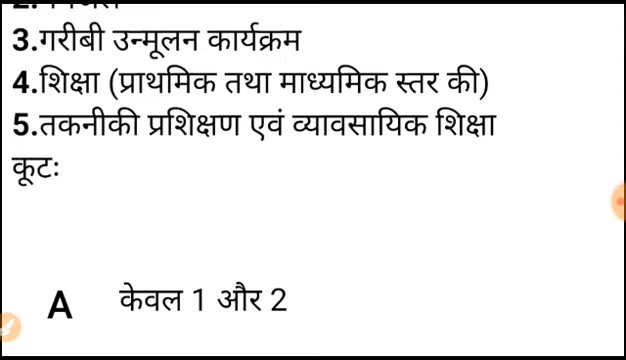 3.गरीबी उन्मूलन कार्यक्रम
4.शिक्षा (प्राथमिक तथा माध्यमिक स्तर की)
5.तकनीकी प्रशिक्षण एवं व्यावसायिक शिक्षा
कूटः
A केवल 1 और 2